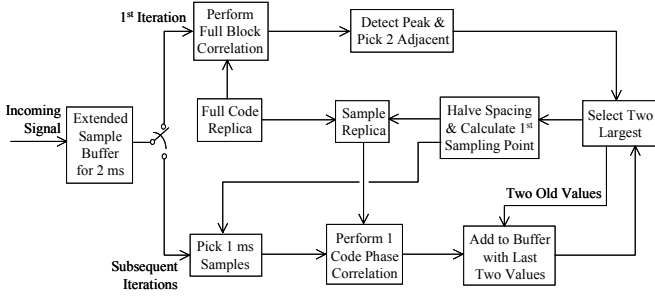 1st Iteration
Perform
Full Block
Correlation
Detect Peak &
Pick 2 Adjacent
Incoming
Signal
Extended
Sample
Buffer
for 2 ms
Full Code
Replica
Sample
Replica
Halve Spacing
& Calculate 1st
Sampling Point
Select Two
Largest
Two Old Values
Subsequent
Iterations
Pick 1 ms
Samples
Perform 1
Code Phase
Correlation
Add to Buffer
with Last
Two Values